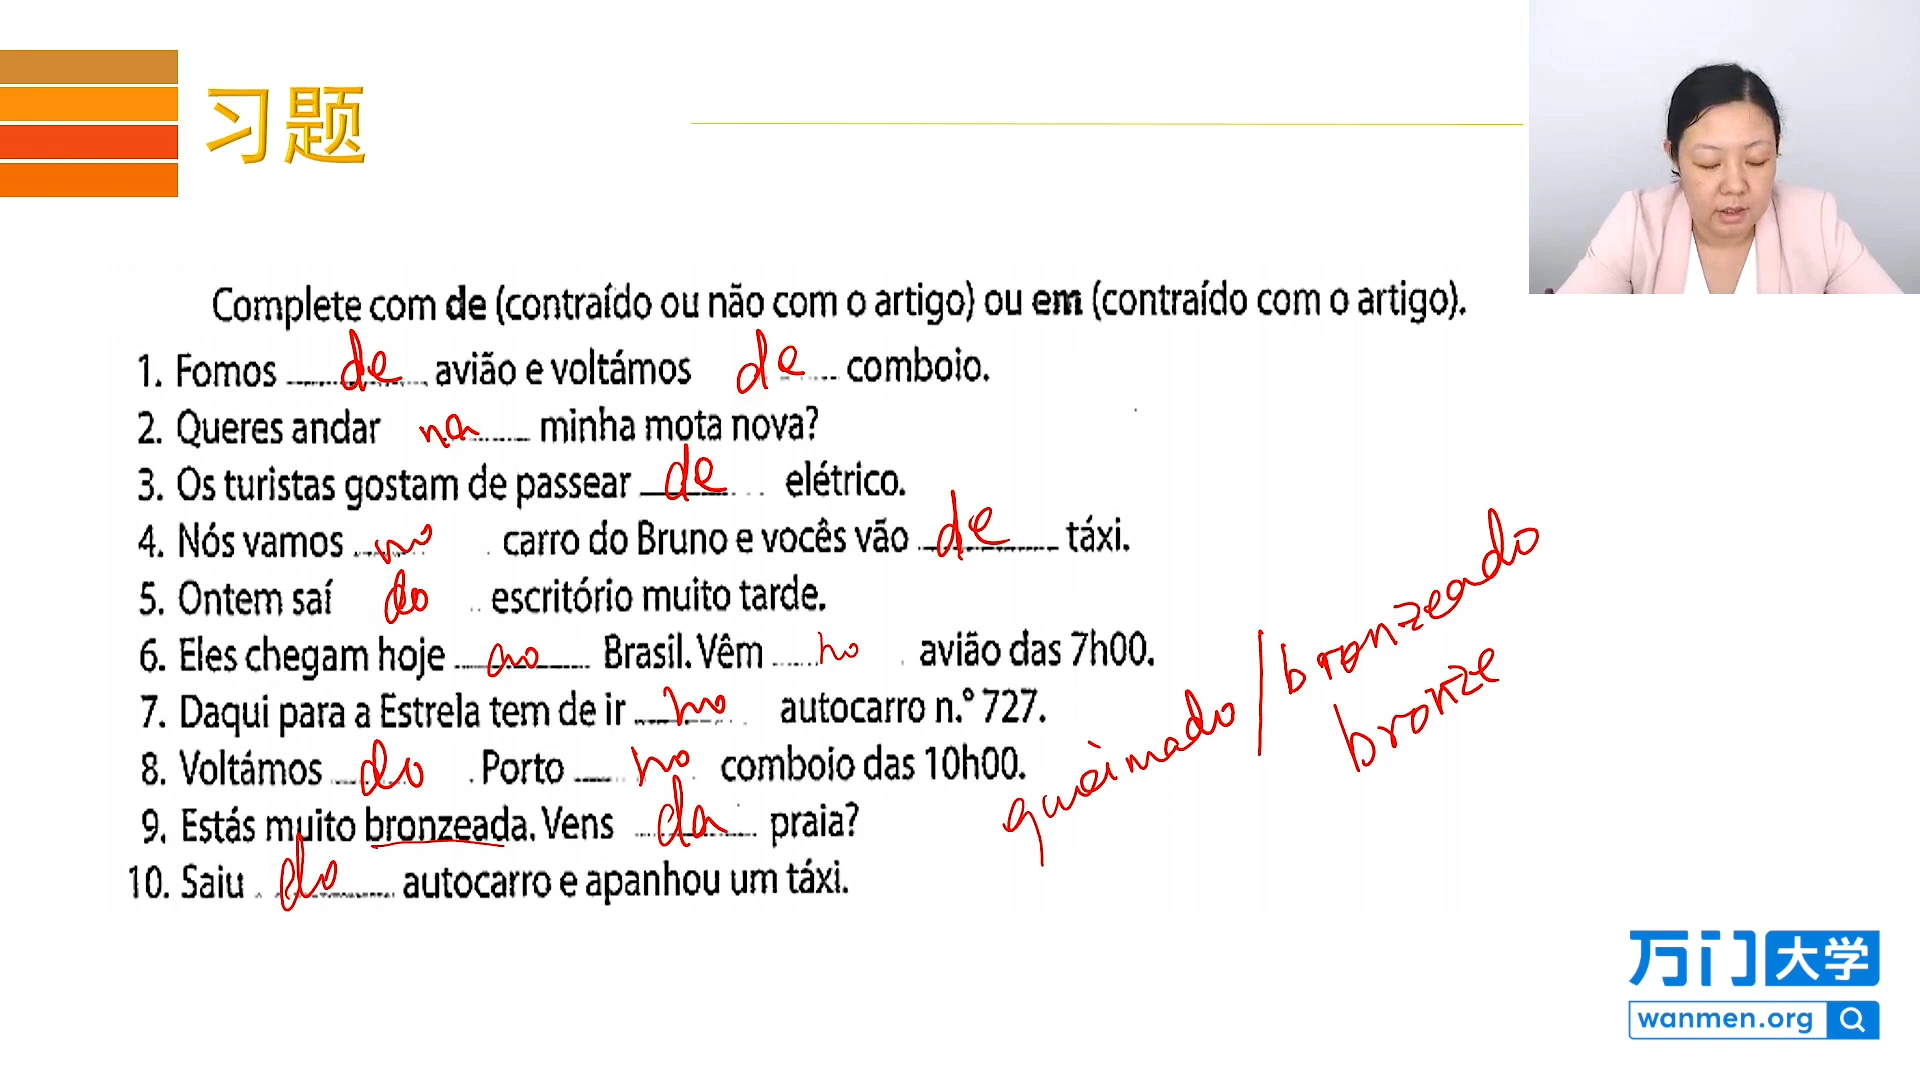 习题
Complete com de (contraído ou não com o artigo) ou em (contraído com o artigo).
1. Fomos de avião e voltámos de comboio.
2. Queres andar na minha mota nova?
3. Os turistas gostam de passear de elétrico.
4. Nós vamos no carro do Bruno e vocês vão de táxi.
5. Ontem saí do escritório muito tarde.
6. Eles chegam hoje ao Brasil. Vêm no avião das 7h00.
7. Daqui para a Estrela tem de ir no autocarro n.º 727.
8. Voltámos do Porto no comboio das 10h00.
9. Estás muito bronzeada. Vens da praia?
10. Saiu do autocarro e apanhou um táxi.
queimado / bronzeado
bronze
万门大学
wanmen.org